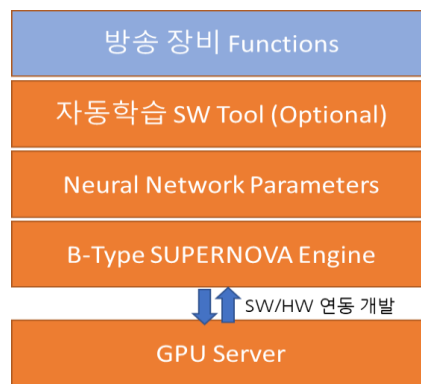 방송 장비 Functions
자동학습 SW Tool (Optional)
Neural Network Parameters
B-Type SUPERNOVA Engine
SW/HW 연동 개발
GPU Server